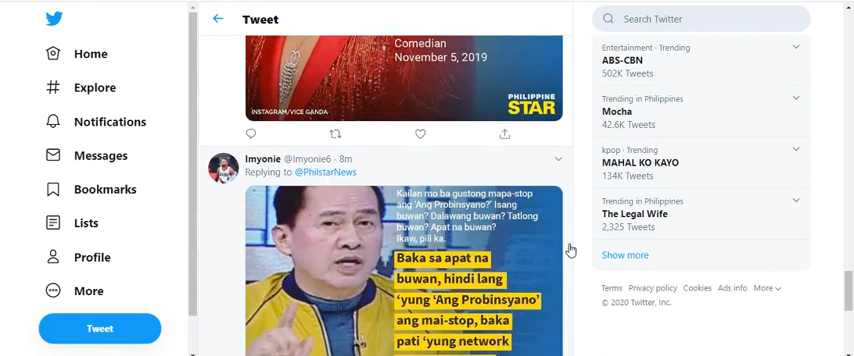 Home
Explore
Notifications
Messages
Bookmarks
Lists
Profile
More
Tweet
Tweet
Comedian
November 5, 2019
INSTAGRAM/VICE GANDA
PHILIPPINE
STAR
Imyonie @Imyonie6 · 8m
Replying to @PhilstarNews
Kailan mo ba gustong mapa-stop
ang 'Ang Probinsyano?' Isang
buwan? Dalawang buwan? Tatlong
buwan? Apat na buwan?
Ikaw, pili ka.
Baka sa apat na
buwan, hindi lang
'yung 'Ang Probinsyano'
ang mai-stop, baka
pati 'yung network
Search Twitter
Entertainment · Trending
ABS-CBN
502K Tweets
Trending in Philippines
Mocha
42.6K Tweets
kpop · Trending
MAHAL KO KAYO
134K Tweets
Trending in Philippines
The Legal Wife
2,325 Tweets
Show more
Terms Privacy policy Cookies Ads info More
© 2020 Twitter, Inc.